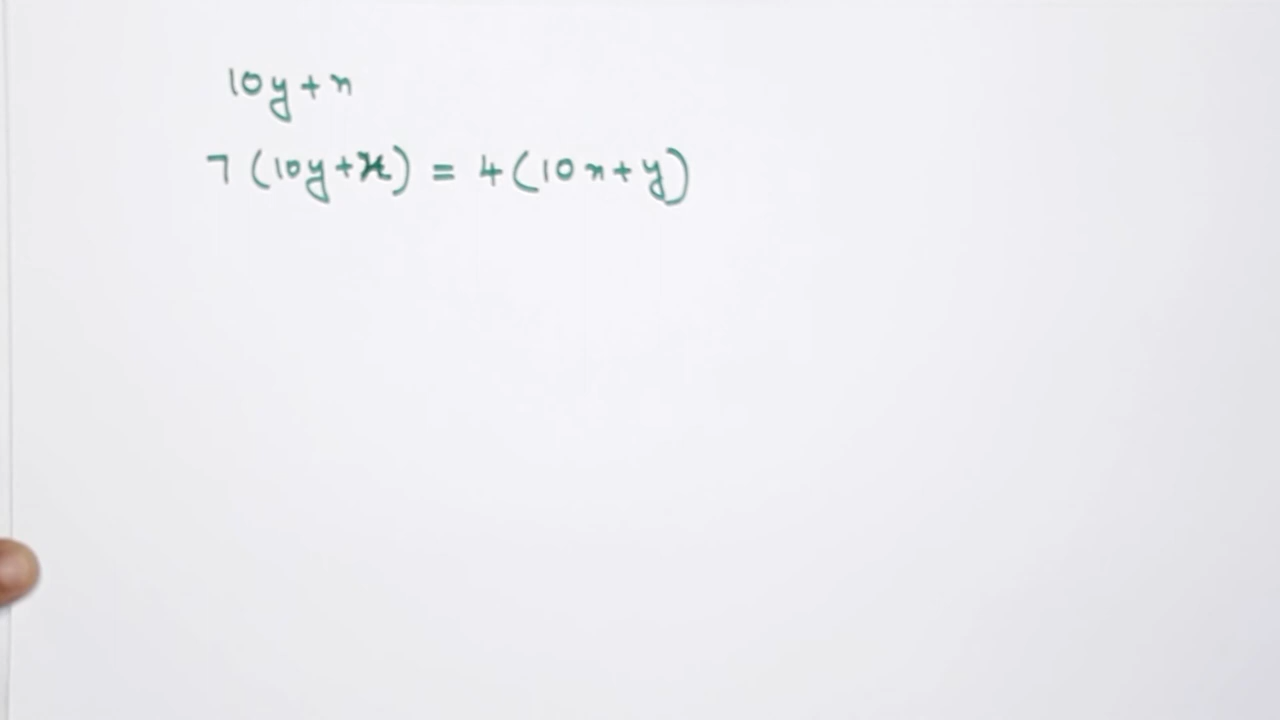 10y + x
7 (10y + x) = 4 (10x + y)